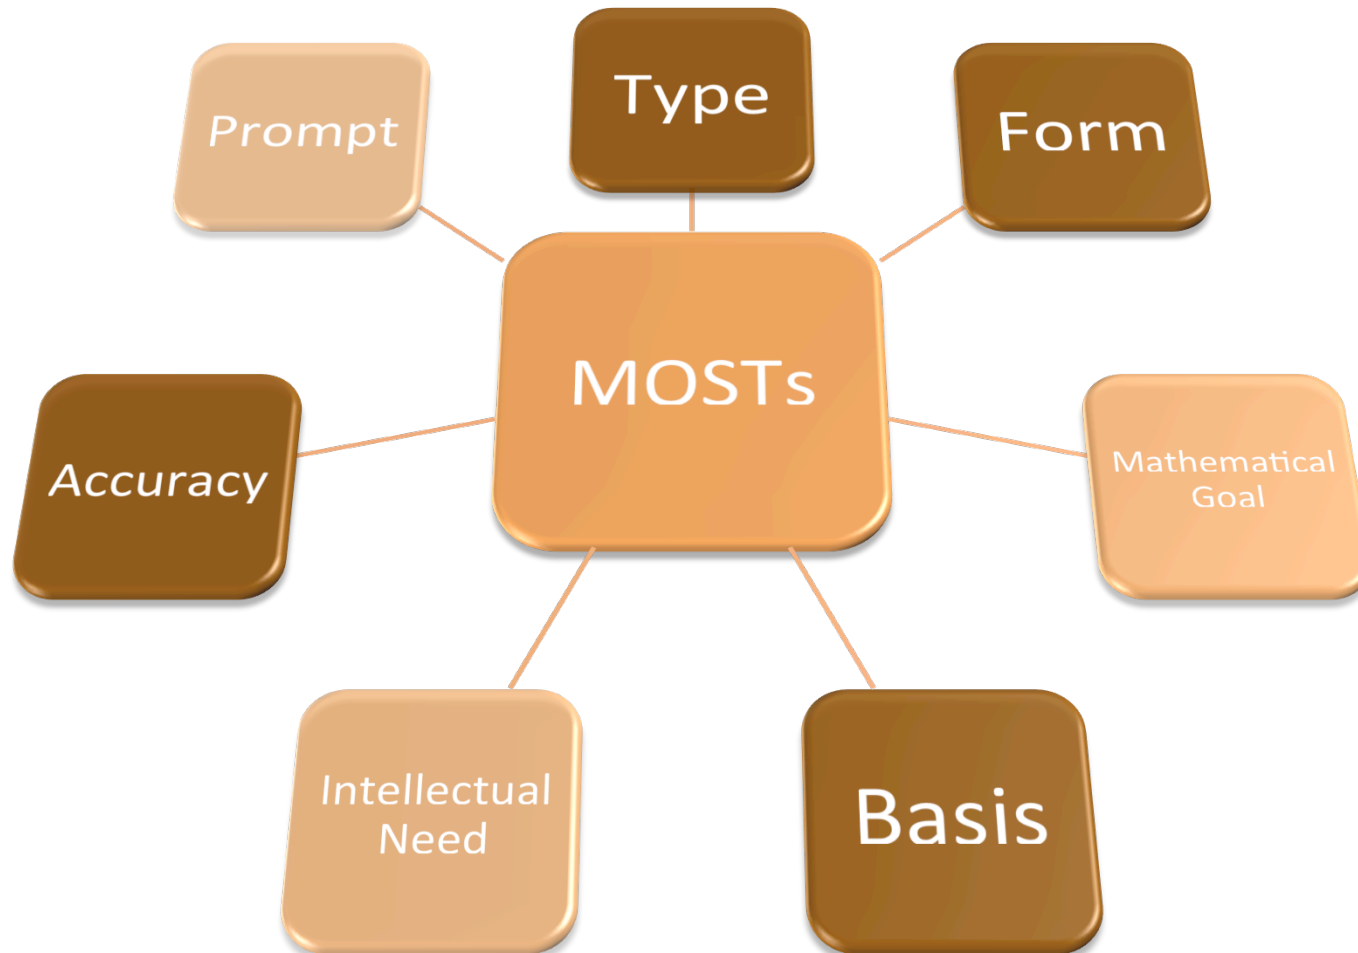 Prompt
Type
Form
MOSTs
Accuracy
Mathematical
Goal
Intellectual
Need
Basis